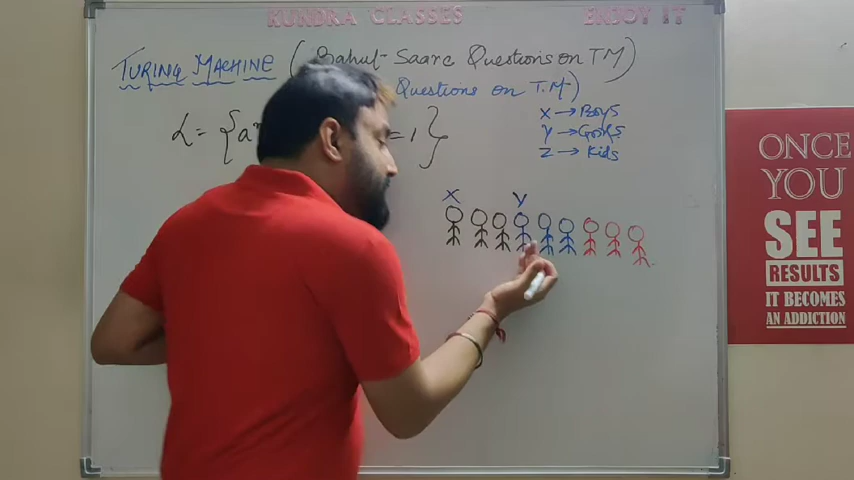 KUNDRA CLASSES ENJOY IT
TURING MACHINE ( Bahut-Saare Questions on TM )
Questions on T.M )
L = { a = 1 }
X → Boys
Y → Girls
Z → Kids
X Y
ONCE
YOU
SEE
RESULTS
IT BECOMES
AN ADDICTION